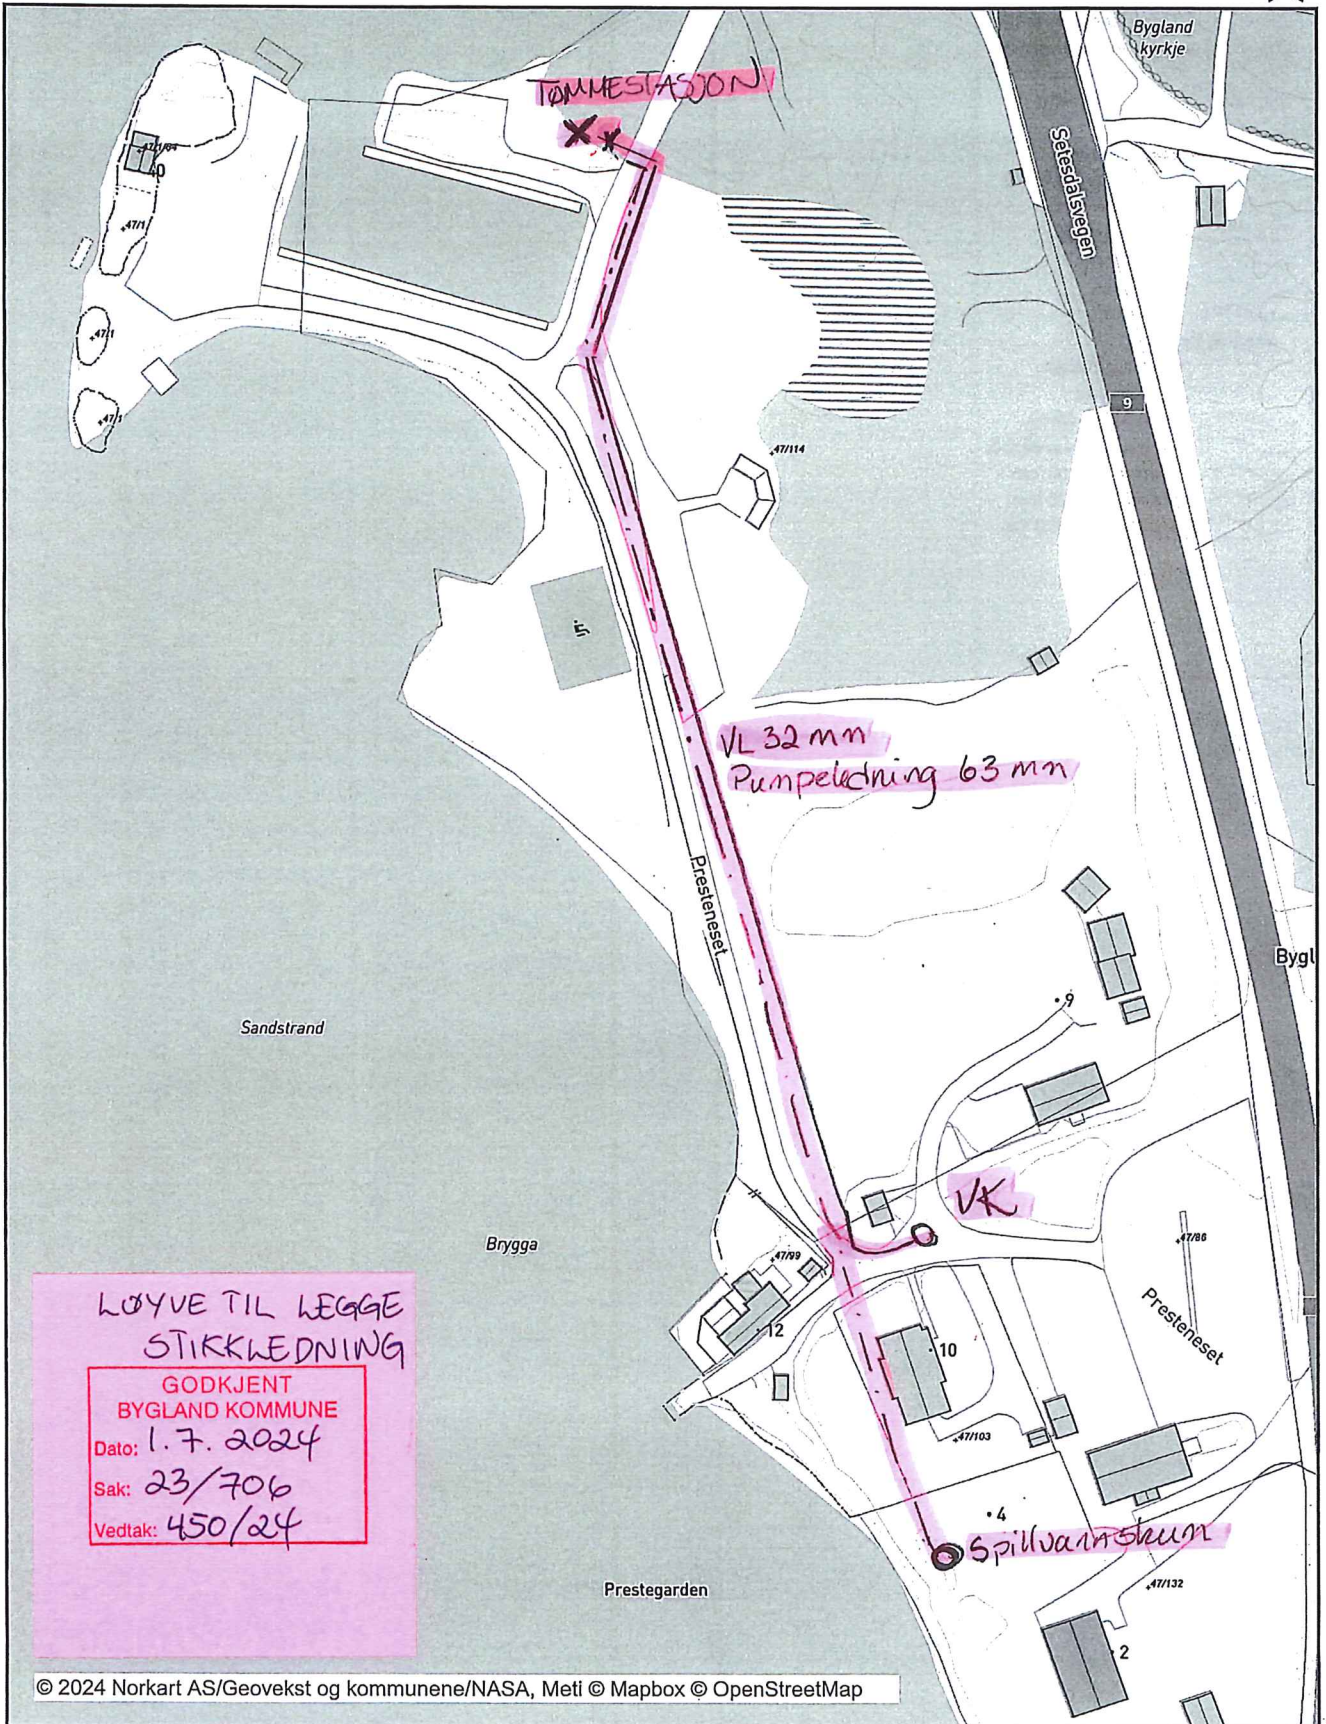 Bygland
kyrkje
TØMMESTASJON
Setesdalsvegen
47/1/64
40
47/1
47/1
47/1
9
47/114
VL 32 mm
Pumpeledning 63 mm
Presteneset
Bygl
9
Sandstrand
VK
Brygga
47/99
47/86
Presteneset
12
10
LØYVE TIL LEGGE
STIKKLEDNING
GODKJENT
BYGLAND KOMMUNE
Dato: 1.7.2024
Sak: 23/706
Vedtak: 450/24
47/103
4
Spillvannskum
47/132
Prestegarden
2
© 2024 Norkart AS/Geovekst og kommunene/NASA, Meti © Mapbox © OpenStreetMap